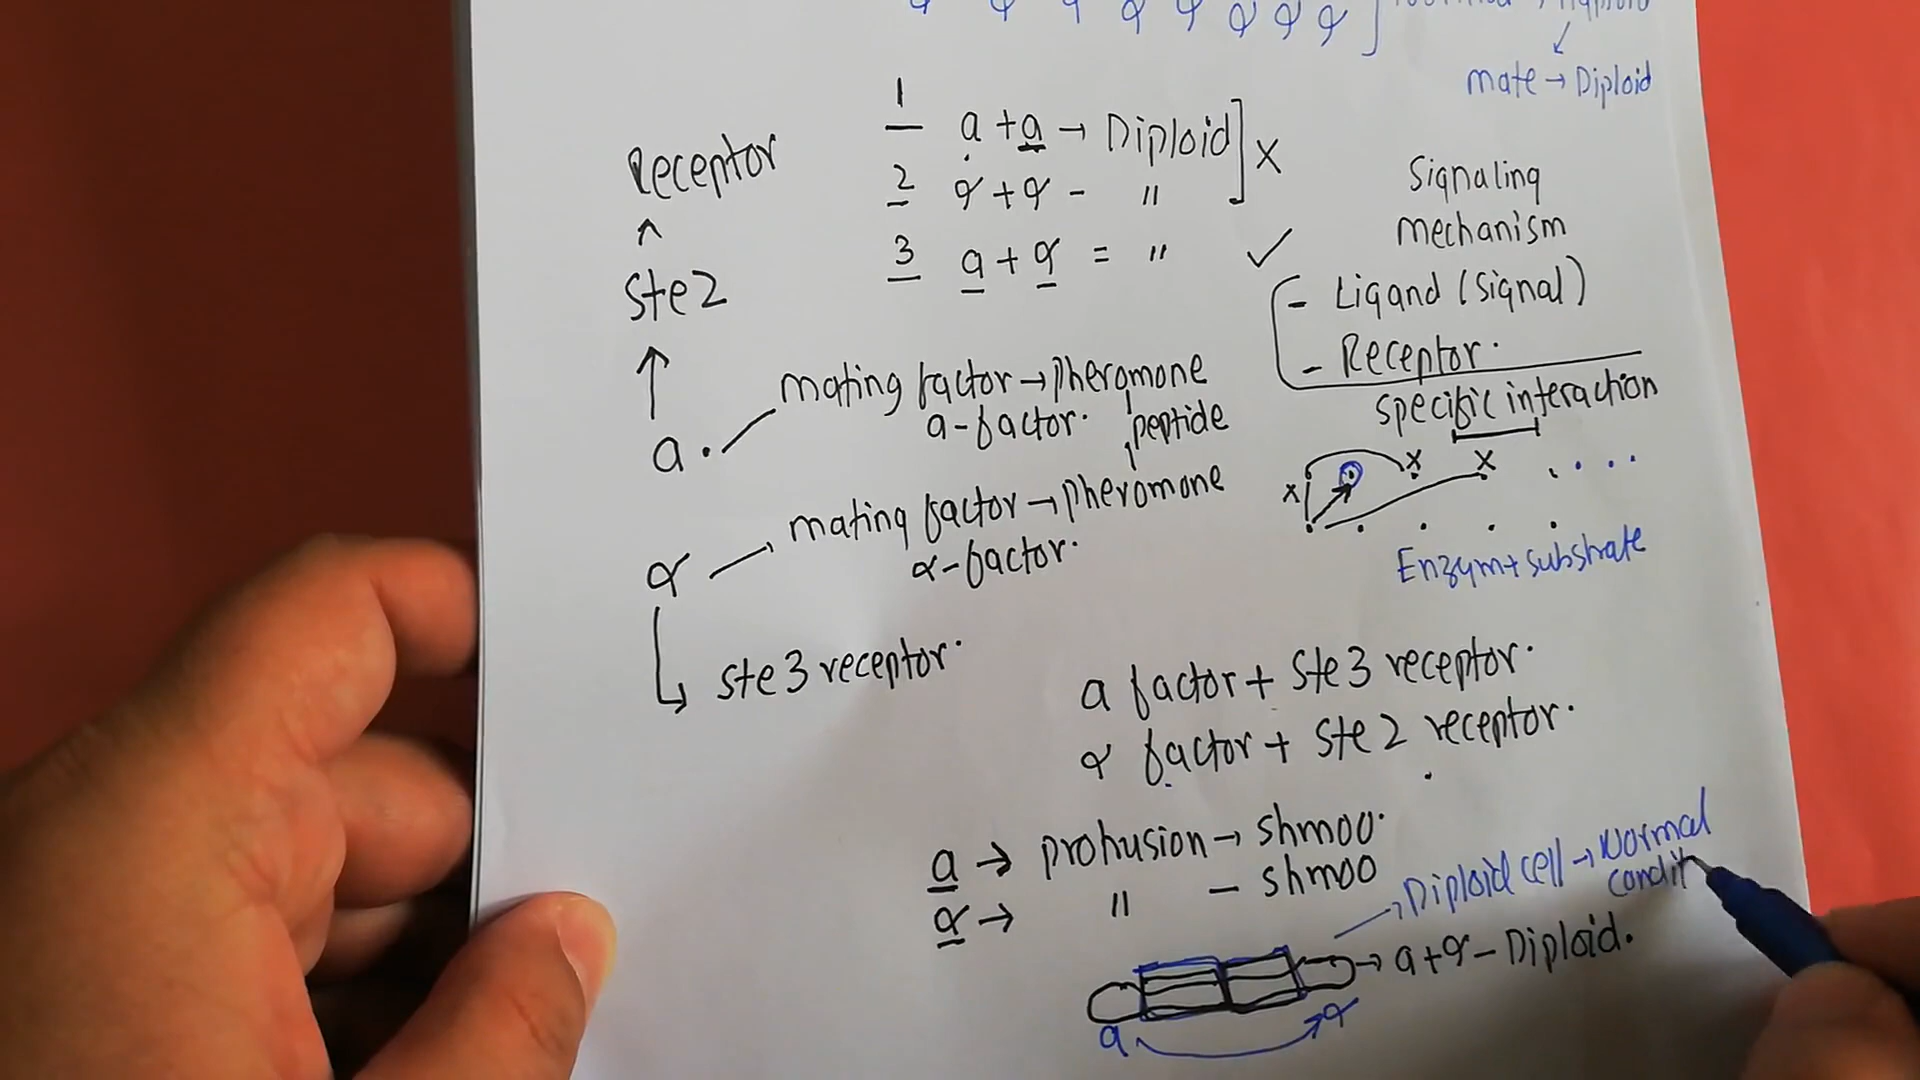 mate → Diploid
1 a + a → Diploid ] x
2 α + α - "
3 a + α = " ✓
Receptor
↑
Ste2
↑
a
mating factor → pheromone
a-factor. peptide
mating factor → pheromone
α-factor.
α
ste3 receptor.
Signaling
mechanism
- Ligand (signal)
- Receptor.
specific interaction
x x x
Enzym + substrate
a factor + Ste3 receptor.
α factor + Ste2 receptor.
a → prohusion → shmoo.
α → " - shmoo
→ Diploid cell → Normal
condit
→ a+α - Diploid.
a α